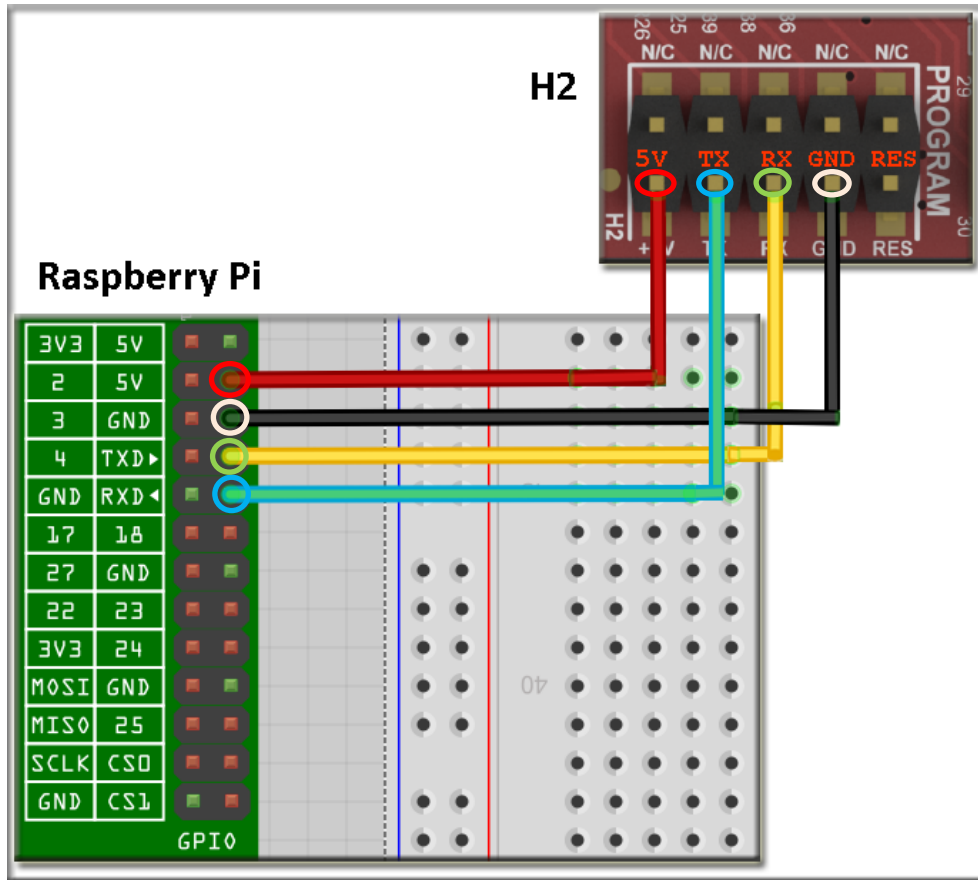 26 25 39 38 36
N/C N/C N/C N/C N/C
H2
PROGRAM
29
5V TX RX GND RES
H2
30
+ V TX RX GND RES
Raspberry Pi
3V3 5V
2 5V
3 GND
4 TXD▸
GND RXD◂
17 18
27 GND
22 23
3V3 24
MOSI GND
40
MISO 25
SCLK CS0
GND CS1
GPIO